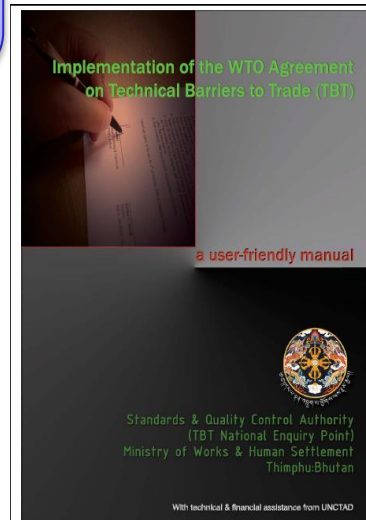 Implementation of the WTO Agreement
on Technical Barriers to Trade (TBT)
a user-friendly manual
Standards & Quality Control Authority
(TBT National Enquiry Point)
Ministry of Works & Human Settlement
Thimphu:Bhutan
With technical & financial assistance from UNCTAD